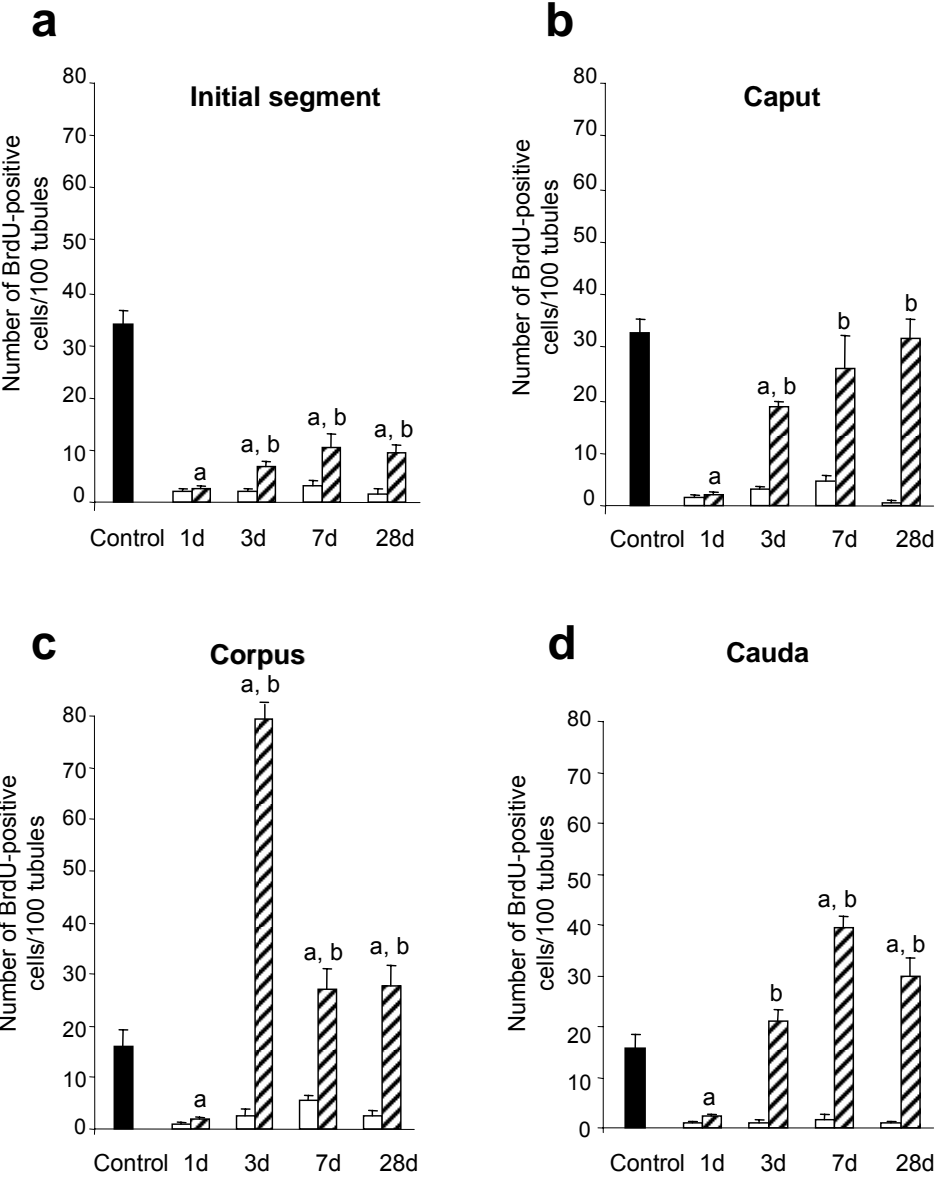 a
Initial segment
Number of BrdU-positive
cells/100 tubules
80
70
60
50
40
30
20
10
0
a
a, b
a, b
a, b
Control 1d 3d 7d 28d
b
Caput
Number of BrdU-positive
cells/100 tubules
80
70
60
50
40
30
20
10
0
a
a, b
b
b
Control 1d 3d 7d 28d
c
Corpus
Number of BrdU-positive
cells/100 tubules
80
70
60
50
40
30
20
10
0
a
a, b
a, b
a, b
Control 1d 3d 7d 28d
d
Cauda
Number of BrdU-positive
cells/100 tubules
80
70
60
50
40
30
20
10
0
a
b
a, b
a, b
Control 1d 3d 7d 28d